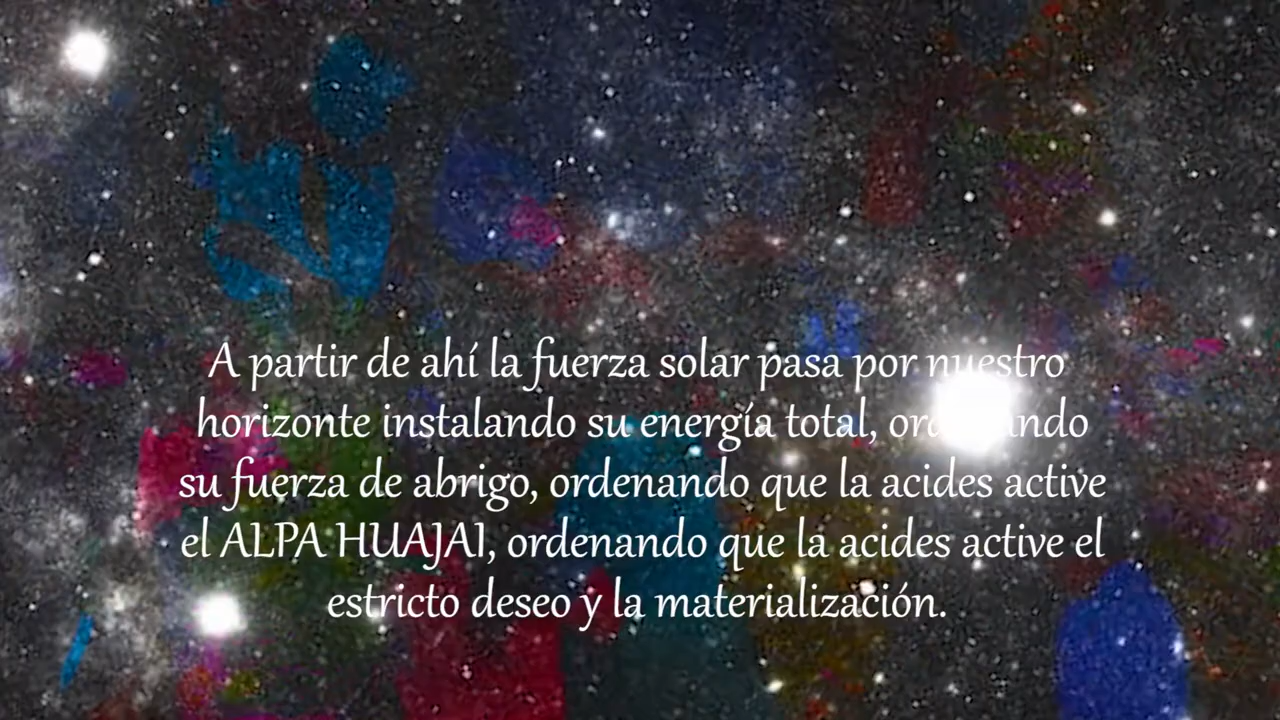 A partir de ahí la fuerza solar pasa por nuestro
horizonte instalando su energía total, ordenando
su fuerza de abrigo, ordenando que la acides active
el ALPA HUAJAI, ordenando que la acides active el
estricto deseo y la materialización.